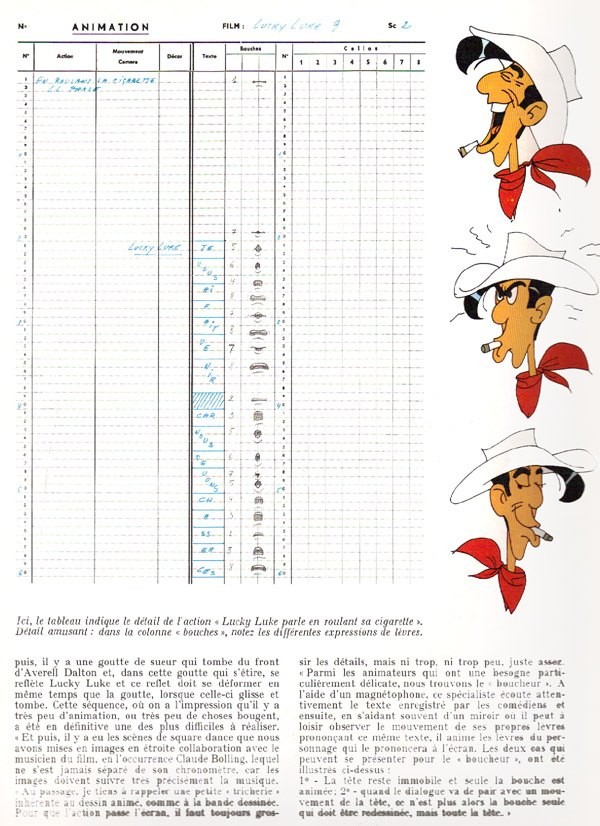 No ANIMATION FILM : LUCKY LUKE 9 Sc 2
No Action Mouvement Camera Décor Texte Bouches No Cellos
1 2 3 4 5 6 7 8
EN ROULANT LA CIGARETTE
LL PARLE
LUCKY LUKE JE
V
O
U
S
AI
F
AIT
VE
N
I
R
CAR
N
O
U
S
DE
V
O
N
S
CH
A
SS
ER
CES
Ici, le tableau indique le détail de l'action « Lucky Luke parle en roulant sa cigarette ».
Détail amusant : dans la colonne « bouches », notez les différentes expressions de lèvres.
puis, il y a une goutte de sueur qui tombe du front
d'Averell Dalton et, dans cette goutte qui s'étire, se
reflète Lucky Luke et ce reflet doit se déformer en
même temps que la goutte, lorsque celle-ci glisse et
tombe. Cette séquence, où on a l'impression qu'il y a
très peu d'animation, ou très peu de choses bougent,
a été en définitive une des plus difficiles à réaliser.
« Et puis, il y a eu les scènes de square dance que nous
avons mises en images en étroite collaboration avec le
musicien du film, en l'occurrence Claude Bolling, lequel
ne s'est jamais séparé de son chronomètre, car les
images doivent suivre très précisément la musique.
« Au passage, je tiens à rappeler une petite « tricherie »
inhérente au dessin animé, comme à la bande dessinée.
Pour que l'action passe l'écran, il faut toujours gros-
sir les détails, mais ni trop, ni trop peu, juste assez.
« Parmi les animateurs qui ont une besogne parti-
culièrement délicate, nous trouvons le « boucheur ». A
l'aide d'un magnétophone, ce spécialiste écoute atten-
tivement le texte enregistré par les comédiens et
ensuite, en s'aidant souvent d'un miroir où il peut à
loisir observer le mouvement de ses propres lèvres
prononçant ce même texte, il anime les lèvres du per-
sonnage qui le prononcera à l'écran. Les deux cas qui
peuvent se présenter pour le « boucheur », ont été
illustrés ci-dessus :
1° - La tête reste immobile et seule la bouche est
animée; 2° - quand le dialogue va de pair avec un mou-
vement de la tête, ce n'est plus alors la bouche seule
qui doit être redessinée, mais toute la tête. »